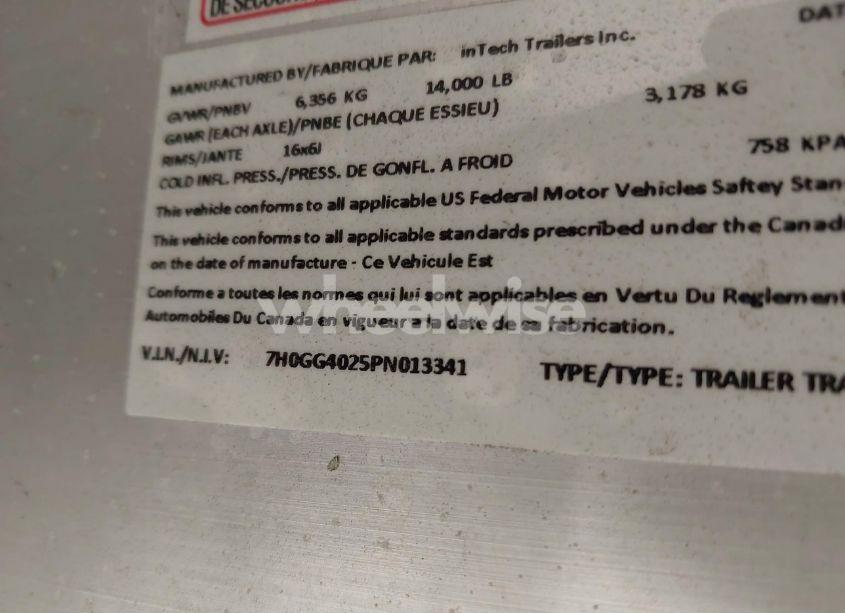 DE SECOUR
DAT
MANUFACTURED BY/FABRIQUE PAR: inTech Trailers Inc.
GVWR/PNBV 6,356 KG 14,000 LB
GAWR (EACH AXLE)/PNBE (CHAQUE ESSIEU) 3,178 KG
RIMS/JANTE 16x6J
COLD INFL. PRESS./PRESS. DE GONFL. A FROID 758 KPA
This vehicle conforms to all applicable US Federal Motor Vehicles Saftey Stan
This vehicle conforms to all applicable standards prescribed under the Canad
on the date of manufacture - Ce Vehicule Est
Conforme a toutes les normes qui lui sont applicables en Vertu Du Reglement
Automobiles Du Canada en vigueur a la date de sa fabrication.
wheelwise
V.I.N./N.I.V: 7H0GG4025PN013341 TYPE/TYPE: TRAILER TRA